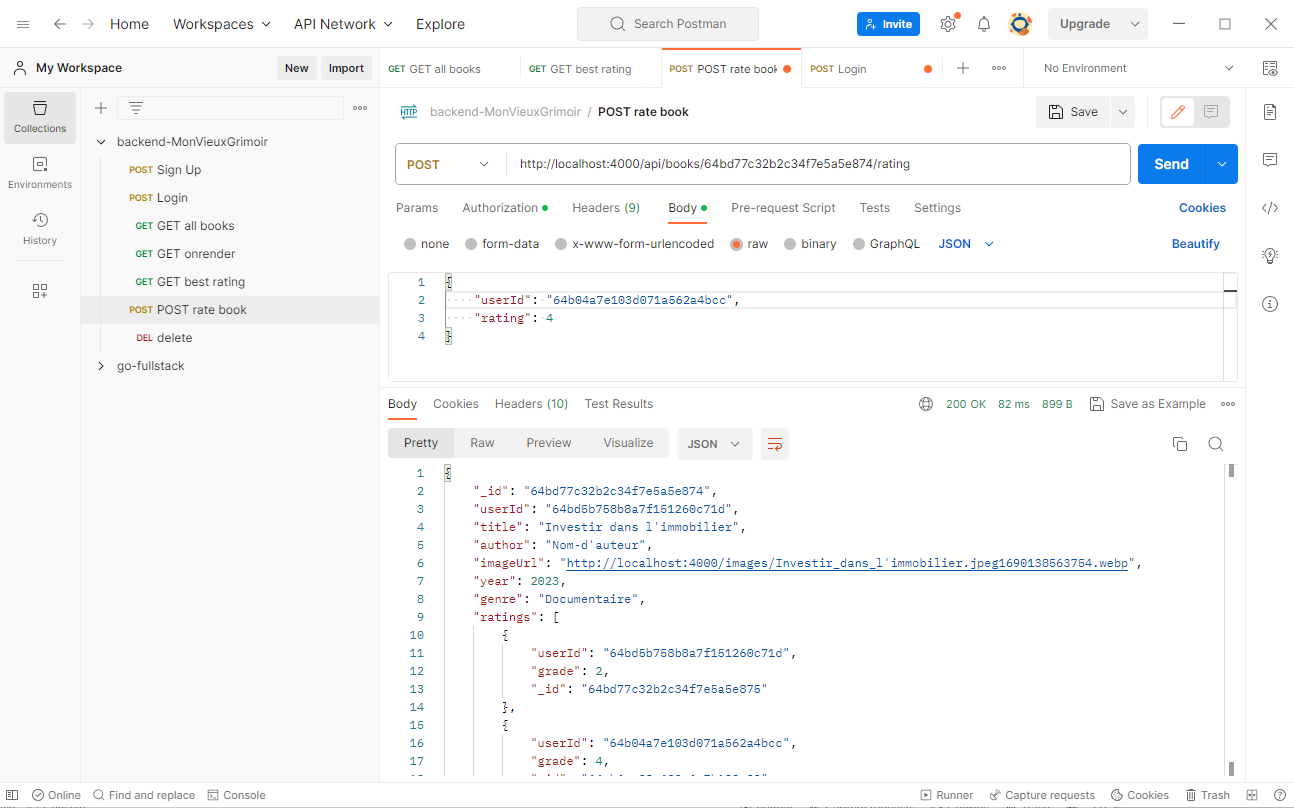 Home Workspaces API Network Explore Search Postman Invite Upgrade
My Workspace New Import GET GET all books GET GET best rating POST POST rate book POST Login No Environment
Collections
Environments
History
backend-MonVieuxGrimoir
POST Sign Up
POST Login
GET GET all books
GET GET onrender
GET GET best rating
POST POST rate book
DEL delete
go-fullstack
HTTP backend-MonVieuxGrimoir / POST rate book Save
POST http://localhost:4000/api/books/64bd77c32b2c34f7e5a5e874/rating Send
Params Authorization Headers (9) Body Pre-request Script Tests Settings Cookies
none form-data x-www-form-urlencoded raw binary GraphQL JSON Beautify
1 {
2 "userId": "64b04a7e103d071a562a4bcc",
3 "rating": 4
4 }
Body Cookies Headers (10) Test Results 200 OK 82 ms 899 B Save as Example
Pretty Raw Preview Visualize JSON
1 {
2 "_id": "64bd77c32b2c34f7e5a5e874",
3 "userId": "64bd5b758b8a7f151260c71d",
4 "title": "Investir dans l'immobilier",
5 "author": "Nom-d'auteur",
6 "imageUrl": "http://localhost:4000/images/Investir_dans_l'immobilier.jpeg1690138563754.webp",
7 "year": 2023,
8 "genre": "Documentaire",
9 "ratings": [
10 {
11 "userId": "64bd5b758b8a7f151260c71d",
12 "grade": 2,
13 "_id": "64bd77c32b2c34f7e5a5e875"
14 },
15 {
16 "userId": "64b04a7e103d071a562a4bcc",
17 "grade": 4,
Online Find and replace Console Runner Capture requests Cookies Trash